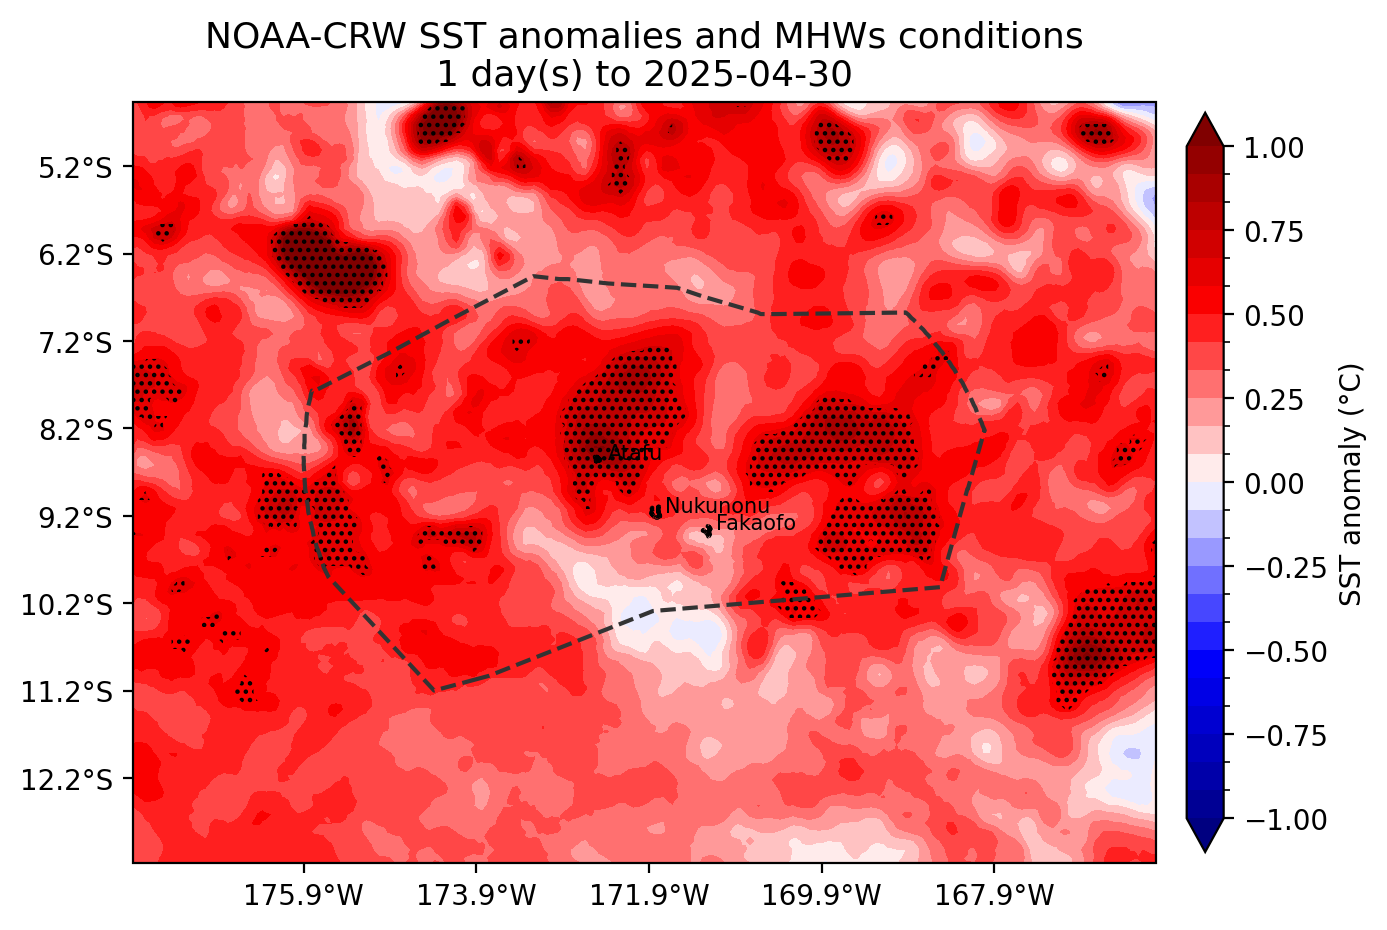 NOAA-CRW SST anomalies and MHWs conditions
1 day(s) to 2025-04-30
5.2°S
6.2°S
7.2°S
8.2°S
9.2°S
10.2°S
11.2°S
12.2°S
175.9°W
173.9°W
171.9°W
169.9°W
167.9°W
Atafu
Nukunonu
Fakaofo
1.00
0.75
0.50
0.25
0.00
−0.25
−0.50
−0.75
−1.00
SST anomaly (°C)